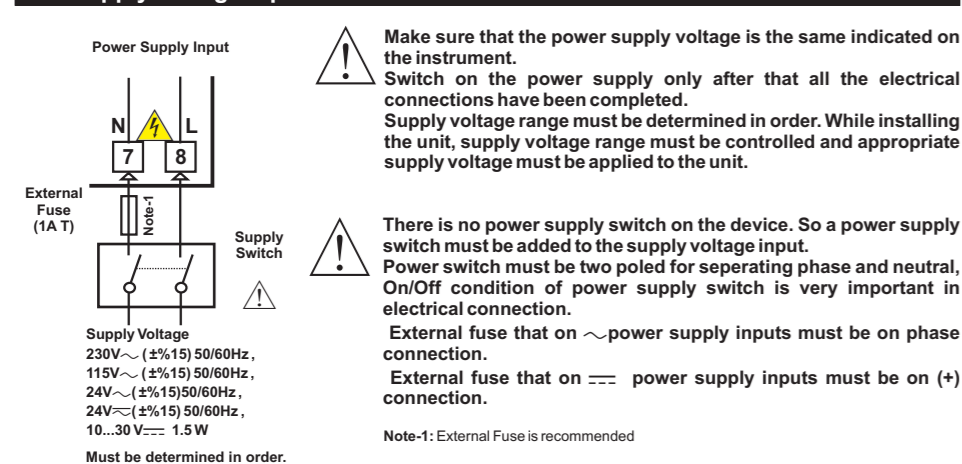 Power Supply Input
N L
7 8
External
Fuse
(1A T)
Note-1
Supply
Switch
Supply Voltage
230V∼ (±%15) 50/60Hz ,
115V∼ (±%15) 50/60Hz ,
24V∼(±%15)50/60Hz ,
24V⏦(±%15) 50/60Hz ,
10...30 V⎓ 1.5 W
Must be determined in order.
Make sure that the power supply voltage is the same indicated on
the instrument.
Switch on the power supply only after that all the electrical
connections have been completed.
Supply voltage range must be determined in order. While installing
the unit, supply voltage range must be controlled and appropriate
supply voltage must be applied to the unit.
There is no power supply switch on the device. So a power supply
switch must be added to the supply voltage input.
Power switch must be two poled for seperating phase and neutral,
On/Off condition of power supply switch is very important in
electrical connection.
External fuse that on ∼power supply inputs must be on phase
connection.
External fuse that on ⎓ power supply inputs must be on (+)
connection.
Note-1: External Fuse is recommended